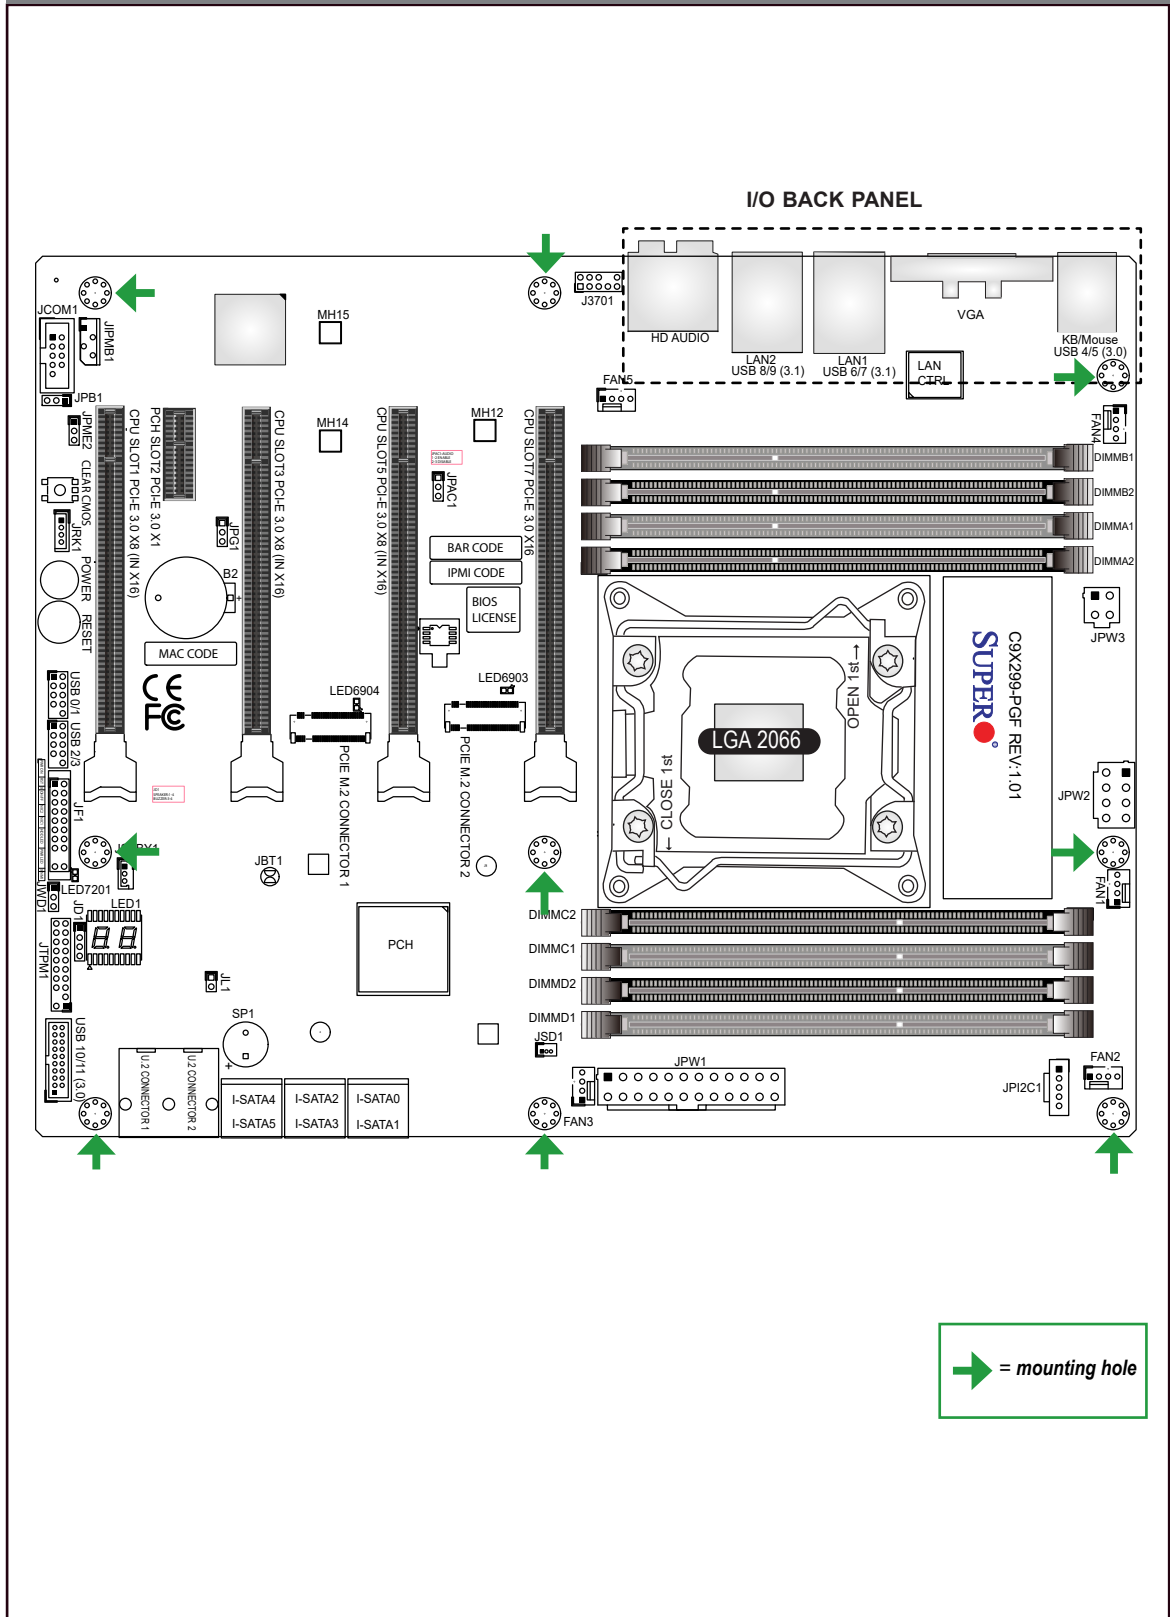 I/O BACK PANEL
JCOM1
JIPMB1
JPB1
JPME2
MH15
J3701
HD AUDIO
LAN2
USB 8/9 (3.1)
LAN1
USB 6/7 (3.1)
VGA
LAN
CTRL
KB/Mouse
USB 4/5 (3.0)
FAN5
FAN4
CLEAR CMOS
JRK1
POWER
RESET
CPU SLOT1 PCI-E 3.0 X8 (IN X16)
PCH SLOT2 PCI-E 3.0 X1
JPG1
CPU SLOT3 PCI-E 3.0 X8 (IN X16)
MH14
CPU SLOT5 PCI-E 3.0 X8 (IN X16)
MH12
JPAC1
CPU SLOT7 PCI-E 3.0 X16
DIMMB1
DIMMB2
DIMMA1
DIMMA2
BAR CODE
IPMI CODE
BIOS
LICENSE
B2
+
MAC CODE
CE
FC
JPW3
C9X299-PGF REV:1.01
SUPER
OPEN 1st→
LGA 2066
←CLOSE 1st
USB 0/1
USB 2/3
LED6904
LED6903
PCIE M.2 CONNECTOR 1
PCIE M.2 CONNECTOR 2
JPW2
JF1
JBT1
FAN1
LED7201
JWD1
JD1
LED1
88
JTPM1
PCH
DIMMC2
DIMMC1
DIMMD2
DIMMD1
JL1
SP1
+
USB 10/11 (3.0)
U.2 CONNECTOR 1
U.2 CONNECTOR 2
I-SATA4
I-SATA5
I-SATA2
I-SATA3
I-SATA0
I-SATA1
JSD1
FAN3
JPW1
JPI2C1
FAN2
= mounting hole